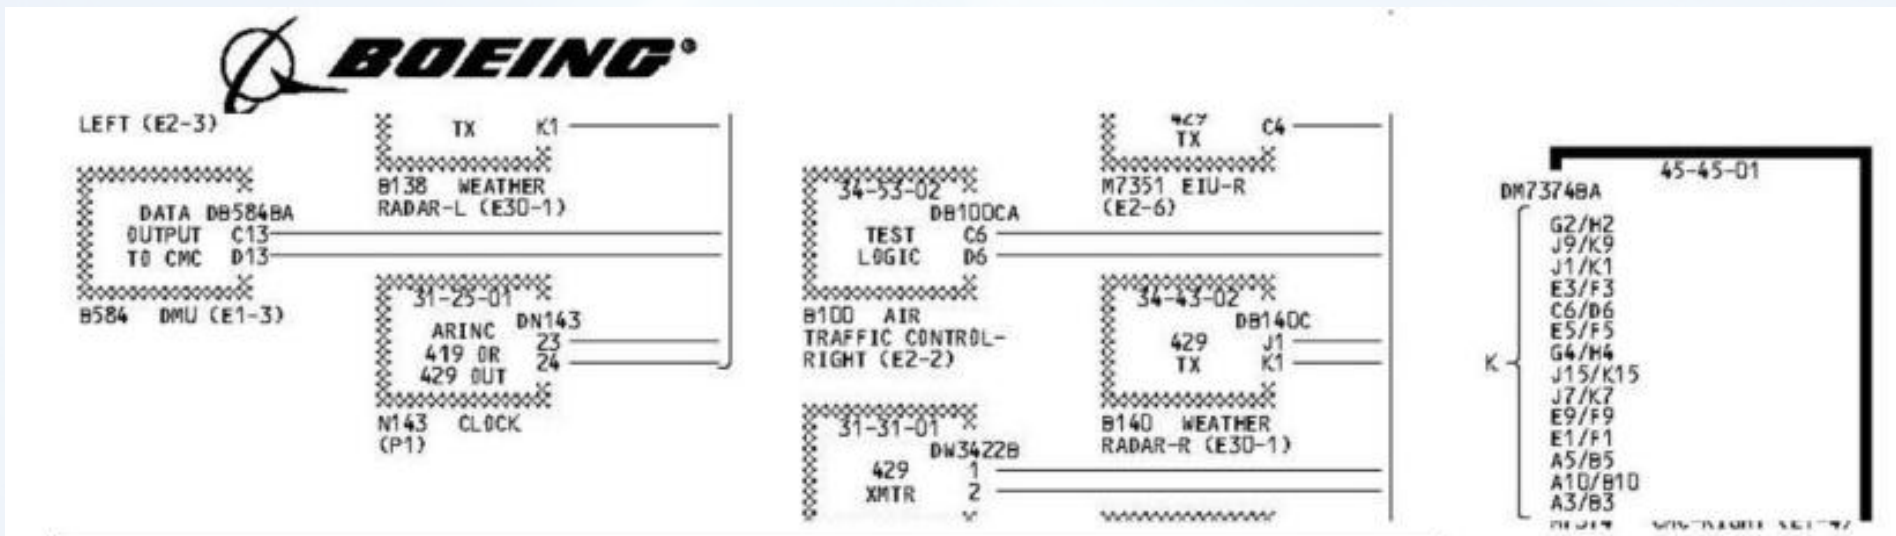 BOEING®
LEFT (E2-3)
TX K1
B138 WEATHER
RADAR-L (E3D-1)
DATA DB584BA
OUTPUT C13
TO CMC D13
B584 DMU (E1-3)
31-25-01
DN143
ARINC 23
419 OR 24
429 OUT
N143 CLOCK
(P1)
34-53-02
DB100CA
TEST C6
LOGIC D6
B100 AIR
TRAFFIC CONTROL-
RIGHT (E2-2)
31-31-01
DW3422B
429 1
XMTR 2
429 C4
TX
M7351 EIU-R
(E2-6)
34-43-02
DB140C
429 J1
TX K1
B140 WEATHER
RADAR-R (E3D-1)
45-45-01
DM7374BA
K
G2/H2
J9/K9
J1/K1
E3/F3
C6/D6
E5/F5
G4/H4
J15/K15
J7/K7
E9/F9
E1/F1
A5/B5
A10/B10
A3/B3